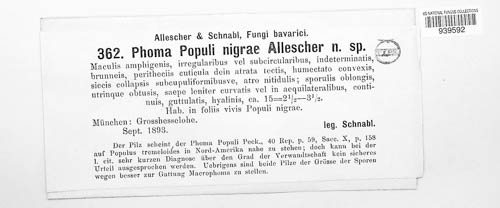 Allescher & Schnabl, Fungi bavarici.
362. Phoma Populi nigrae Allescher n. sp.
Maculis amphigenis, irregularibus vel subcircularibus, indeterminatis,
brunneis, peritheciis cuticula dein atrata tectis, humectato convexis,
siccis collapsis subcupuliformibusve, atro nitidulis; sporulis oblongis,
utrinque obtusis, saepe leniter curvatis vel in aequilateralibus, conti-
nuis, guttulatis, hyalinis, ca. 15==2½—3½.
Hab. in foliis vivis Populi nigrae.
München: Grosshesselohe.
Sept. 1893.
leg. Schnabl.
Der Pilz scheint der Phoma Populi Peck., 40 Rep. p. 59, Sacc. X, p. 158
auf Populus tremeloides in Nord-Amerika nahe zu stehen; doch kann bei der
l. cit. sehr kurzen Diagnose über den Grad der Verwandtschaft kein sicheres
Urteil ausgesprochen werden. Uebrigens sind beide Pilze der Grösse der Sporen
wegen besser zur Gattung Macrophoma zu stellen.
US NATIONAL FUNGUS COLLECTIONS
939592